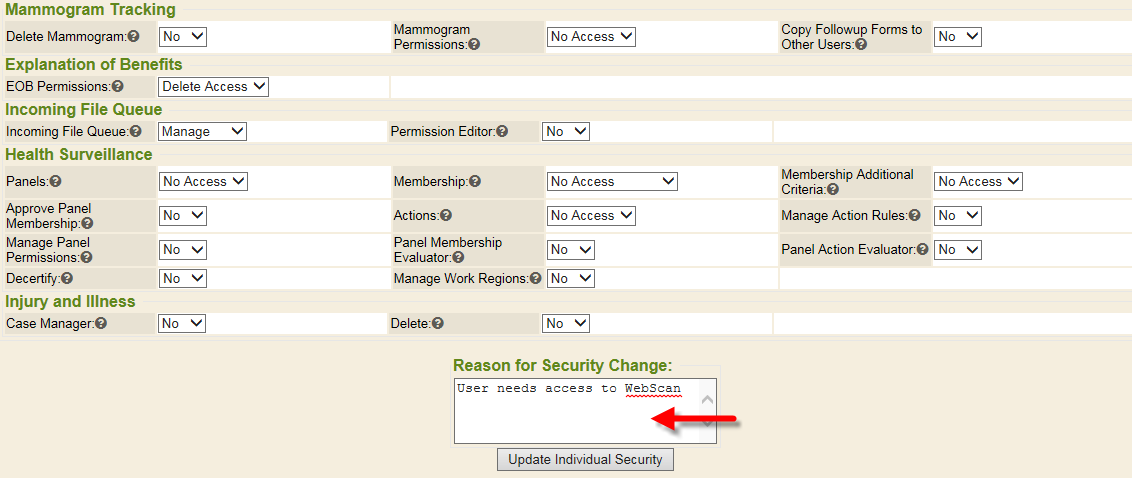 Mammogram Tracking
Delete Mammogram: No
Mammogram Permissions: No Access
Copy Followup Forms to Other Users: No
Explanation of Benefits
EOB Permissions: Delete Access
Incoming File Queue
Incoming File Queue: Manage
Permission Editor: No
Health Surveillance
Panels: No Access
Membership: No Access
Membership Additional Criteria: No Access
Approve Panel Membership: No
Actions: No Access
Manage Action Rules: No
Manage Panel Permissions: No
Panel Membership Evaluator: No
Panel Action Evaluator: No
Decertify: No
Manage Work Regions: No
Injury and Illness
Case Manager: No
Delete: No
Reason for Security Change:
User needs access to WebScan
Update Individual Security